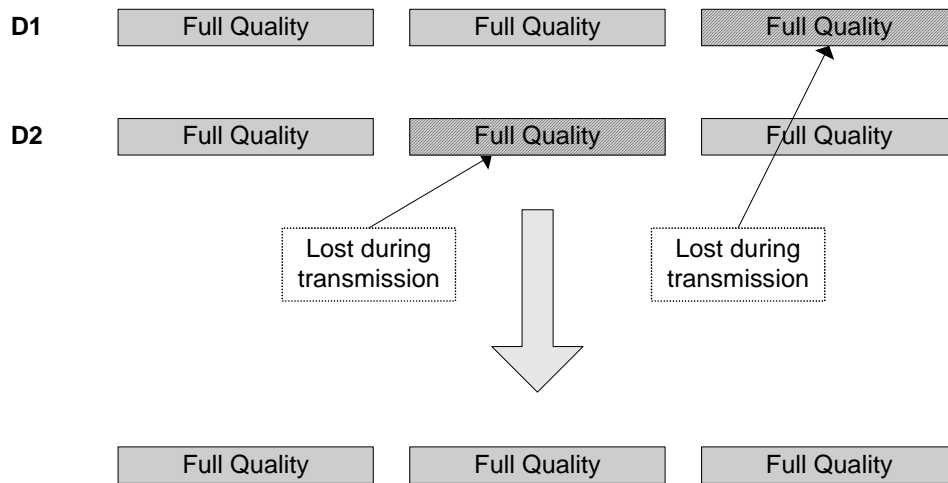 D1 Full Quality Full Quality Full Quality
D2 Full Quality Full Quality Full Quality
Lost during
transmission
Lost during
transmission
Full Quality Full Quality Full Quality